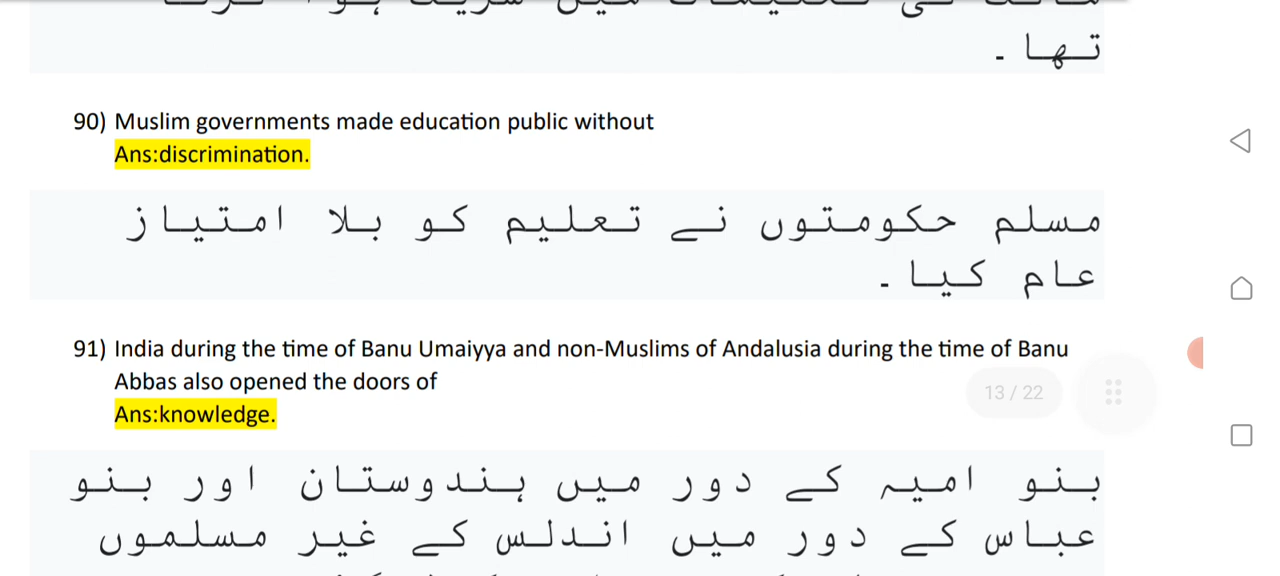 تھا ۔
90) Muslim governments made education public without
Ans:discrimination.
مسلم حکومتوں نے تعلیم کو بلا امتیاز
عام کیا ۔
91) India during the time of Banu Umaiyya and non-Muslims of Andalusia during the time of Banu
Abbas also opened the doors of
13 / 22
Ans:knowledge.
بنو امیہ کے دور میں ہندوستان اور بنو
عباس کے دور میں اندلس کے غیر مسلموں